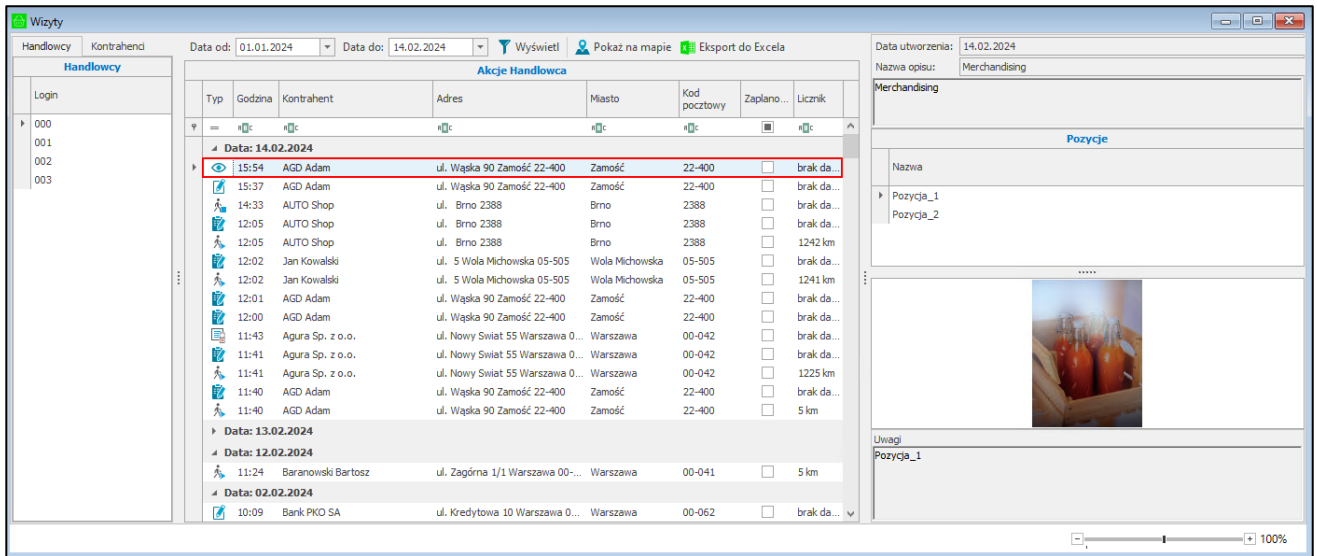 Wizyty
Handlowcy Kontrahenci
Data od: 01.01.2024 Data do: 14.02.2024 Wyświetl Pokaż na mapie Eksport do Excela
Handlowcy
Login
000
001
002
003
Akcje Handlowca
Typ Godzina Kontrahent Adres Miasto Kod pocztowy Zaplano... Licznik
Data: 14.02.2024
15:54 AGD Adam ul. Wąska 90 Zamość 22-400 Zamość 22-400 brak da...
15:37 AGD Adam ul. Wąska 90 Zamość 22-400 Zamość 22-400 brak da...
14:33 AUTO Shop ul. Brno 2388 Brno 2388 brak da...
12:05 AUTO Shop ul. Brno 2388 Brno 2388 brak da...
12:05 AUTO Shop ul. Brno 2388 Brno 2388 1242 km
12:02 Jan Kowalski ul. 5 Wola Michowska 05-505 Wola Michowska 05-505 brak da...
12:02 Jan Kowalski ul. 5 Wola Michowska 05-505 Wola Michowska 05-505 1241 km
12:01 AGD Adam ul. Wąska 90 Zamość 22-400 Zamość 22-400 brak da...
12:00 AGD Adam ul. Wąska 90 Zamość 22-400 Zamość 22-400 brak da...
11:43 Agura Sp. z o.o. ul. Nowy Swiat 55 Warszawa 0... Warszawa 00-042 brak da...
11:41 Agura Sp. z o.o. ul. Nowy Swiat 55 Warszawa 0... Warszawa 00-042 brak da...
11:41 Agura Sp. z o.o. ul. Nowy Swiat 55 Warszawa 0... Warszawa 00-042 1225 km
11:40 AGD Adam ul. Wąska 90 Zamość 22-400 Zamość 22-400 brak da...
11:40 AGD Adam ul. Wąska 90 Zamość 22-400 Zamość 22-400 5 km
Data: 13.02.2024
Data: 12.02.2024
11:24 Baranowski Bartosz ul. Zagórna 1/1 Warszawa 00-... Warszawa 00-041 5 km
Data: 02.02.2024
10:09 Bank PKO SA ul. Kredytowa 10 Warszawa 0... Warszawa 00-062 brak da...
Data utworzenia: 14.02.2024
Nazwa opisu: Merchandising
Merchandising
Pozycje
Nazwa
Pozycja_1
Pozycja_2
Uwagi
Pozycja_1
100%